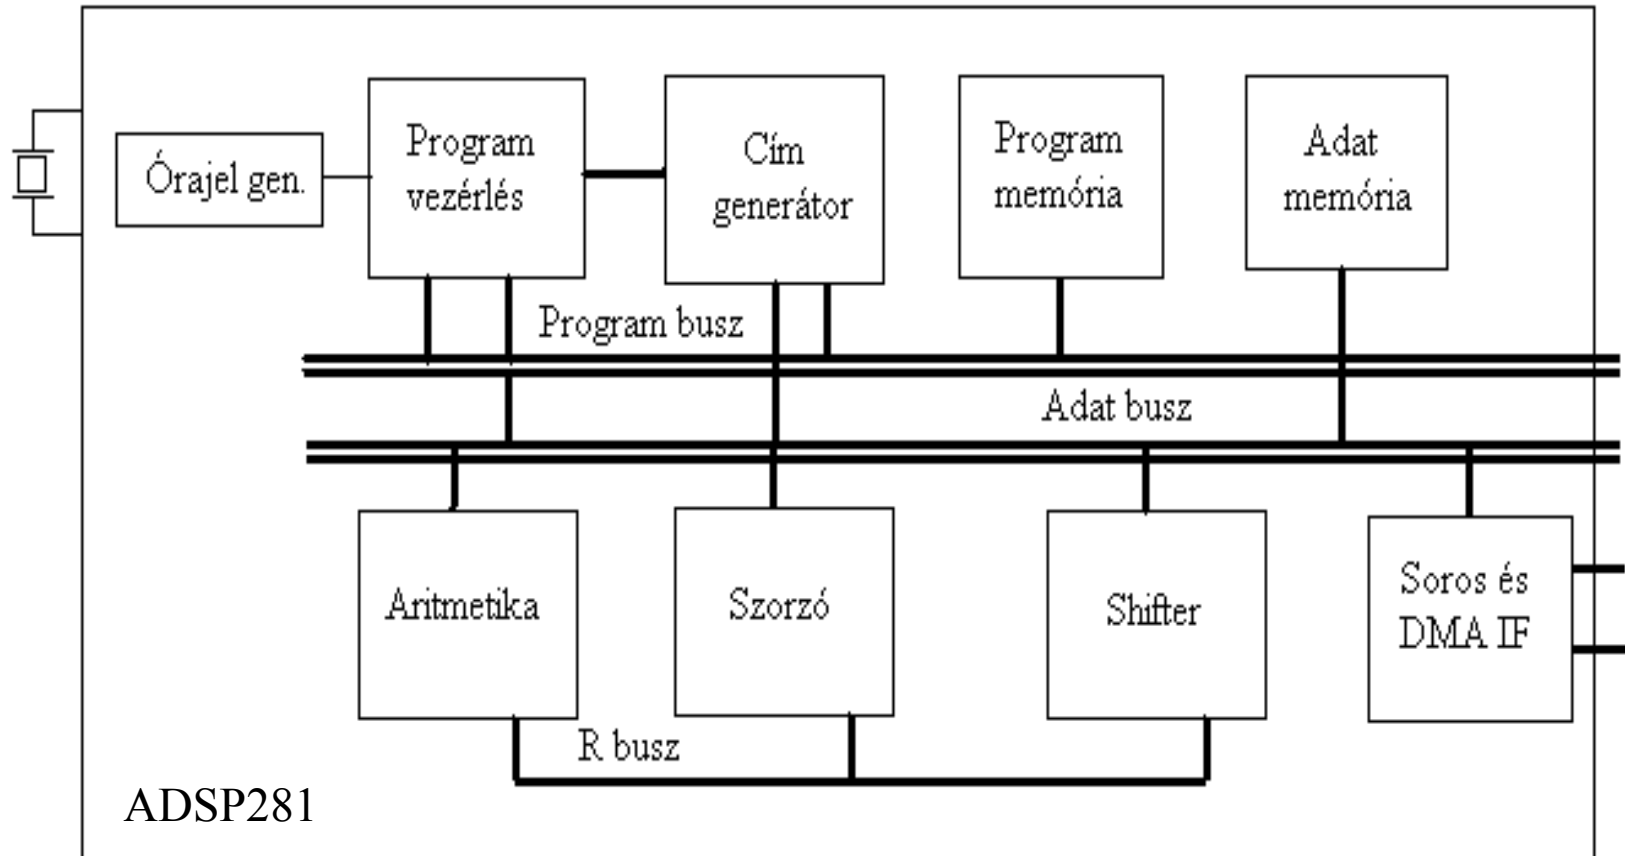 Órajel gen.
Program
vezérlés
Cím
generátor
Program
memória
Adat
memória
Program busz
Adat busz
Aritmetika
Szorzó
Shifter
Soros és
DMA IF
R busz
ADSP281